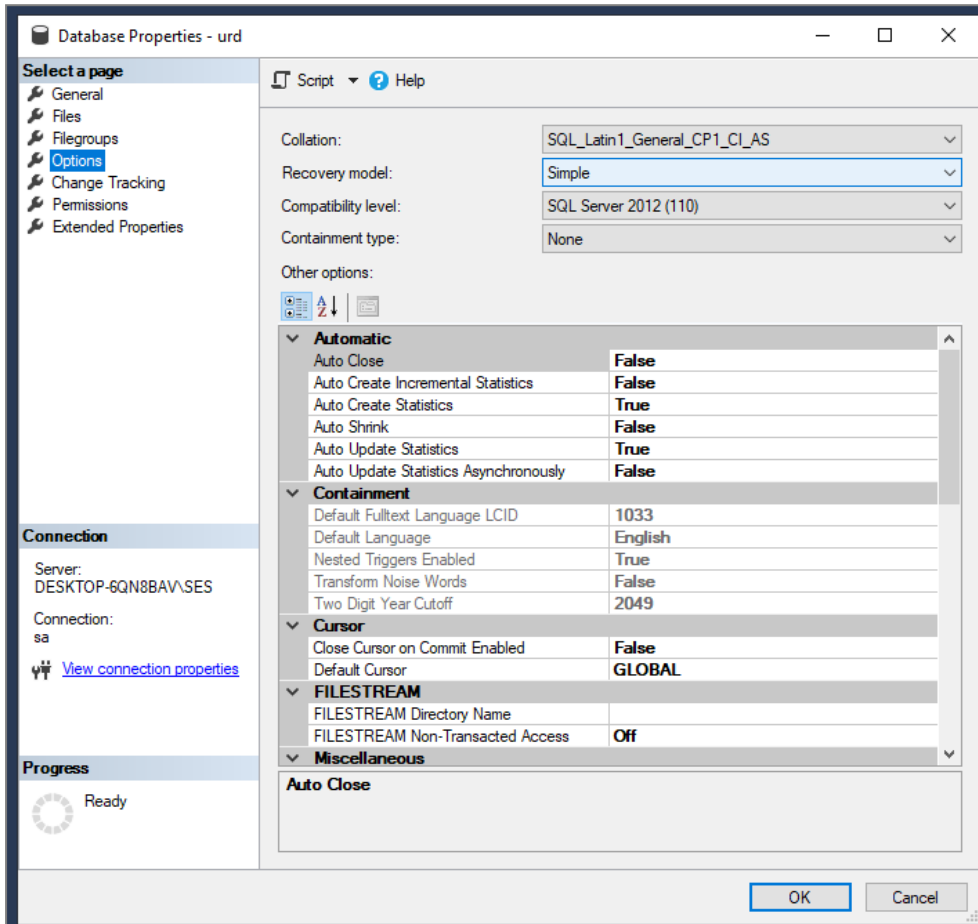 Database Properties - urd
Select a page
General
Files
Filegroups
Options
Change Tracking
Permissions
Extended Properties
Connection
Server:
DESKTOP-6QN8BAV\SES
Connection:
sa
View connection properties
Progress
Ready
Script Help
Collation: SQL_Latin1_General_CP1_CI_AS
Recovery model: Simple
Compatibility level: SQL Server 2012 (110)
Containment type: None
Other options:
Automatic
Auto Close False
Auto Create Incremental Statistics False
Auto Create Statistics True
Auto Shrink False
Auto Update Statistics True
Auto Update Statistics Asynchronously False
Containment
Default Fulltext Language LCID 1033
Default Language English
Nested Triggers Enabled True
Transform Noise Words False
Two Digit Year Cutoff 2049
Cursor
Close Cursor on Commit Enabled False
Default Cursor GLOBAL
FILESTREAM
FILESTREAM Directory Name
FILESTREAM Non-Transacted Access Off
Miscellaneous
Auto Close
OK Cancel